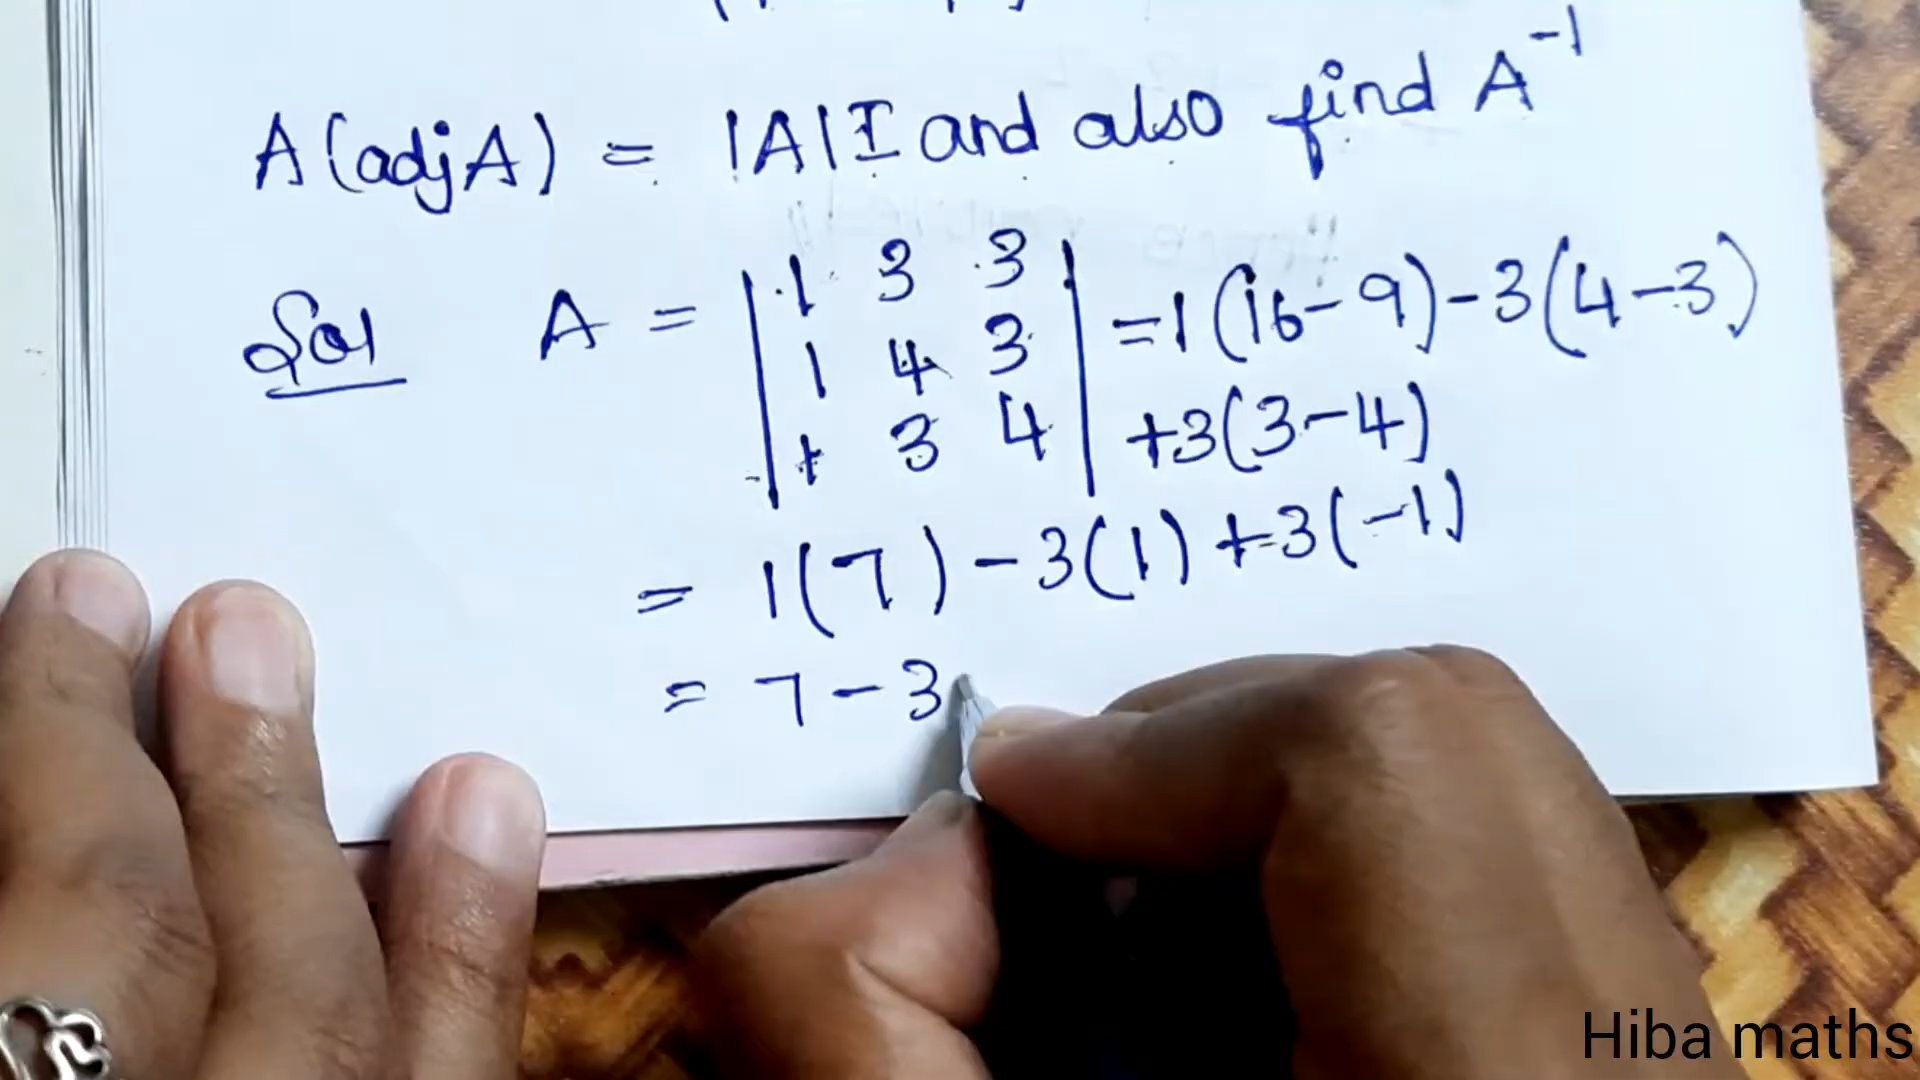 A(adjA) = |A|I and also find A⁻¹
Sol A = |1 3 3| = 1(16-9)-3(4-3)
|1 4 3|
|1 3 4| +3(3-4)
= 1(7)-3(1)+3(-1)
= 7-3
Hiba maths